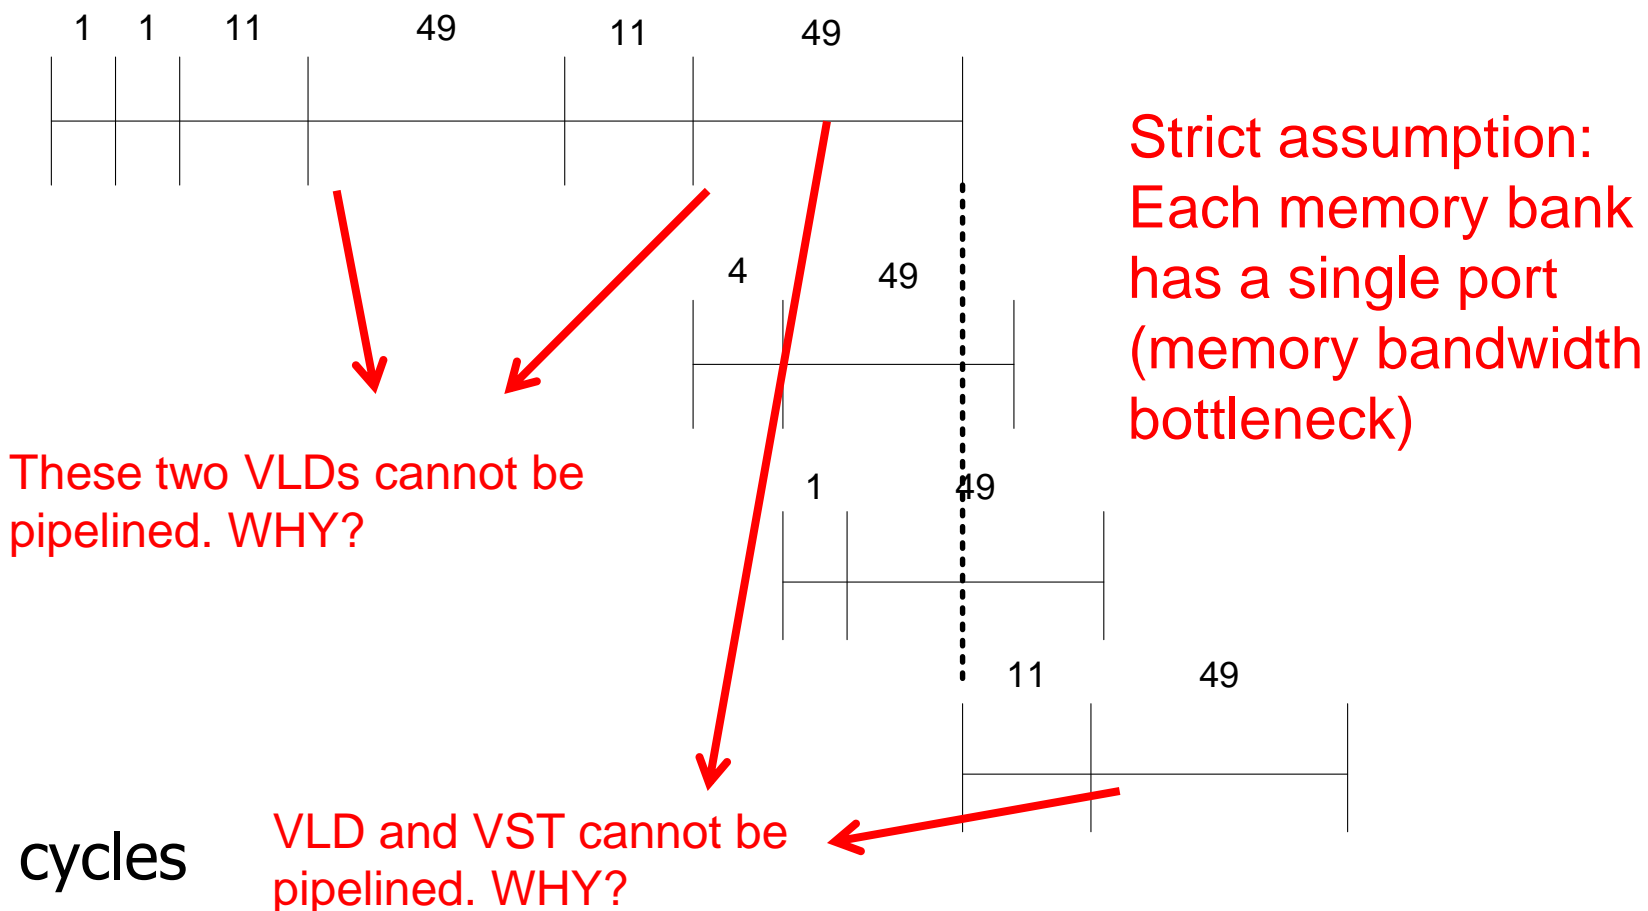 1 1 11 49 11 49
Strict assumption:
Each memory bank
has a single port
(memory bandwidth
bottleneck)
4 49
These two VLDs cannot be
pipelined. WHY?
1 49
11 49
VLD and VST cannot be
pipelined. WHY?
cycles